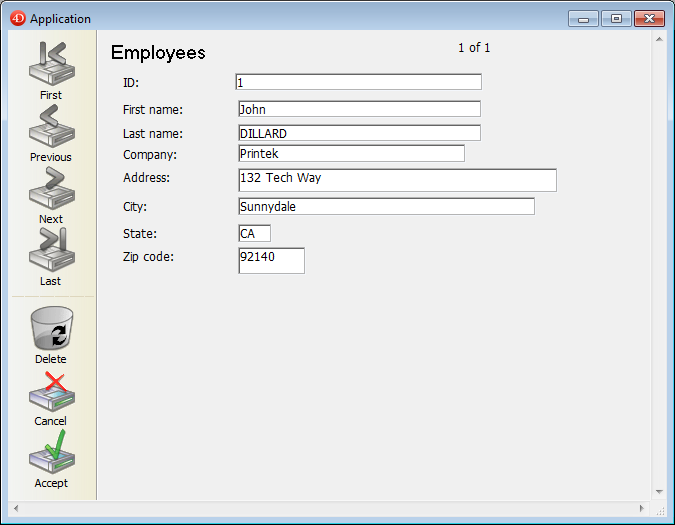 4D Application
Employees
1 of 1
ID: 1
First name: John
Last name: DILLARD
Company: Printek
Address: 132 Tech Way
City: Sunnydale
State: CA
Zip code: 92140
First
Previous
Next
Last
Delete
Cancel
Accept